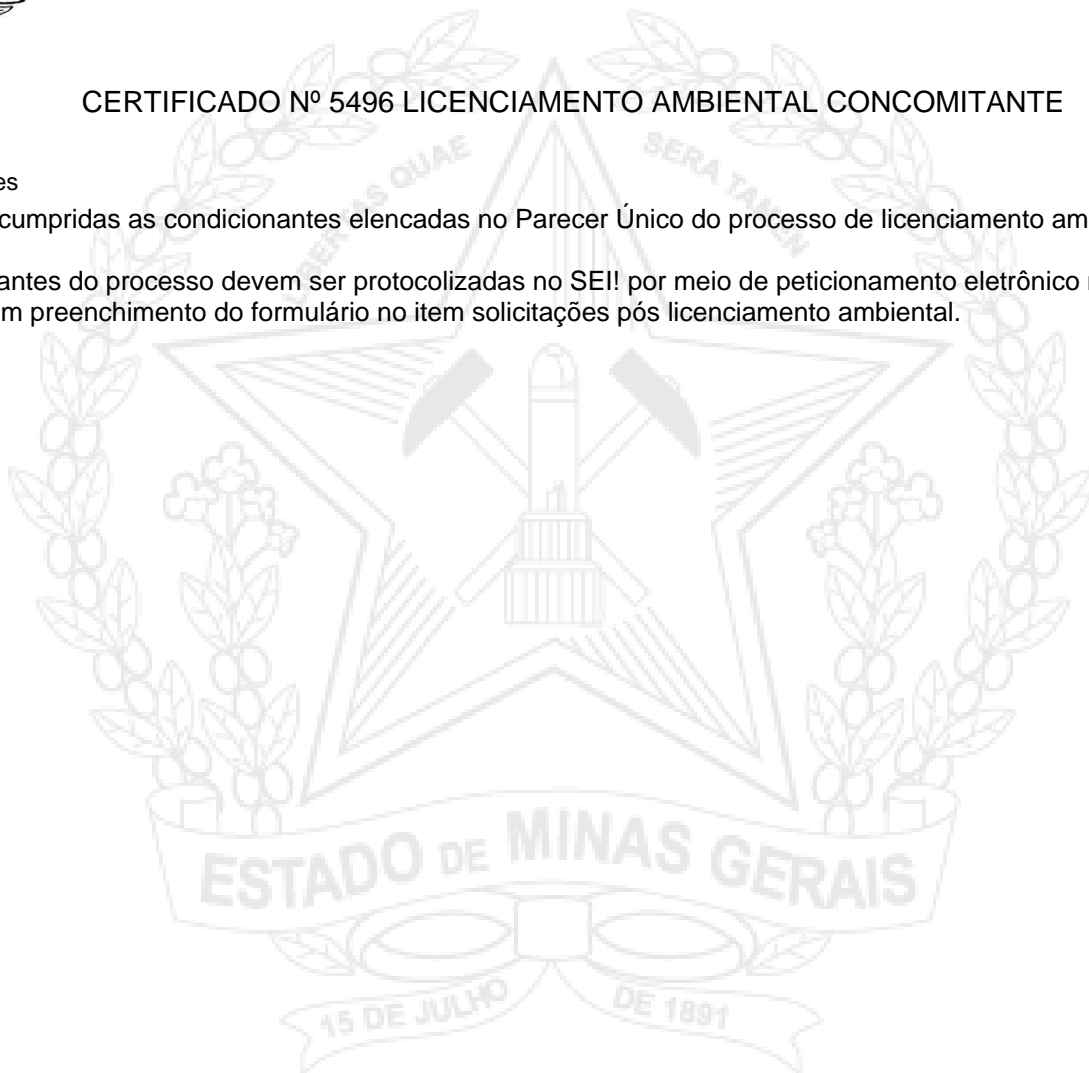 CERTIFICADO Nº 5496 LICENCIAMENTO AMBIENTAL CONCOMITANTE
es
cumpridas as condicionantes elencadas no Parecer Único do processo de licenciamento am
antes do processo devem ser protocolizadas no SEI! por meio de peticionamento eletrônico
m preenchimento do formulário no item solicitações pós licenciamento ambiental.
LIBERTAS QUAE SERA TAMEN
ESTADO DE MINAS GERAIS
15 DE JULHO DE 1891